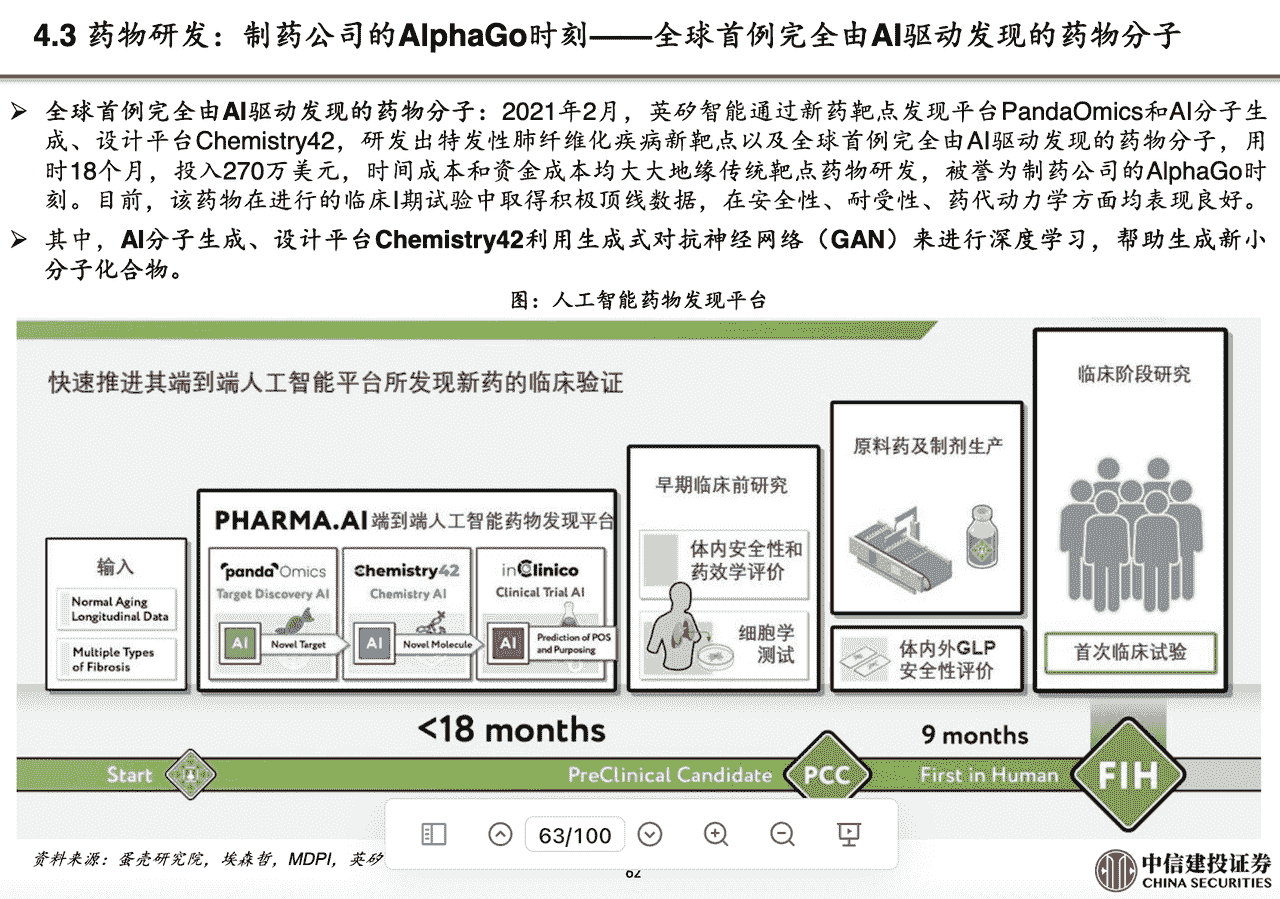 4.3 药物研发：制药公司的AlphaGo时刻——全球首例完全由AI驱动发现的药物分子
➢ 全球首例完全由AI驱动发现的药物分子：2021年2月，英矽智能通过新药靶点发现平台PandaOmics和AI分子生
成、设计平台Chemistry42，研发出特发性肺纤维化疾病新靶点以及全球首例完全由AI驱动发现的药物分子，用
时18个月，投入270万美元，时间成本和资金成本均大大地缘传统靶点药物研发，被誉为制药公司的AlphaGo时
刻。目前，该药物在进行的临床I期试验中取得积极顶线数据，在安全性、耐受性、药代动力学方面均表现良好。
➢ 其中，AI分子生成、设计平台Chemistry42利用生成式对抗神经网络（GAN）来进行深度学习，帮助生成新小
分子化合物。
图：人工智能药物发现平台
快速推进其端到端人工智能平台所发现新药的临床验证
输入
Normal Aging
Longitudinal Data
Multiple Types
of Fibrosis
PHARMA.AI 端到端人工智能药物发现平台
pandaOmics
Target Discovery AI
AI
Novel Target
Chemistry42
Chemistry AI
AI
Novel Molecule
inClinico
Clinical Trial AI
AI
Prediction of POS
and Purposing
早期临床前研究
体内安全性和
药效学评价
细胞学
测试
原料药及制剂生产
体内外GLP
安全性评价
临床阶段研究
首次临床试验
<18 months
9 months
Start
PreClinical Candidate
PCC
First in Human
FIH
63/100
资料来源：蛋壳研究院，埃森哲，MDPI，英矽
62
中信建投证券
CHINA SECURITIES